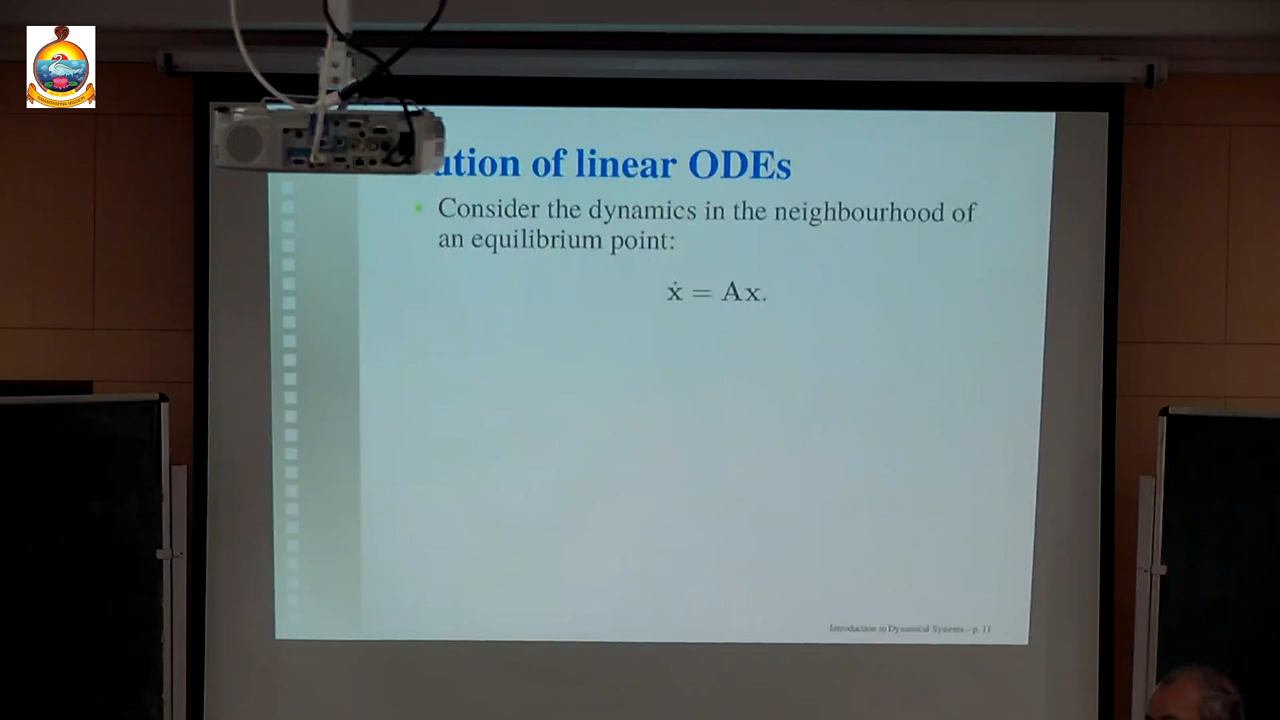 ution of linear ODEs
Consider the dynamics in the neighbourhood of
an equilibrium point:
ẋ = Ax.
Introduction to Dynamical Systems – p. 11